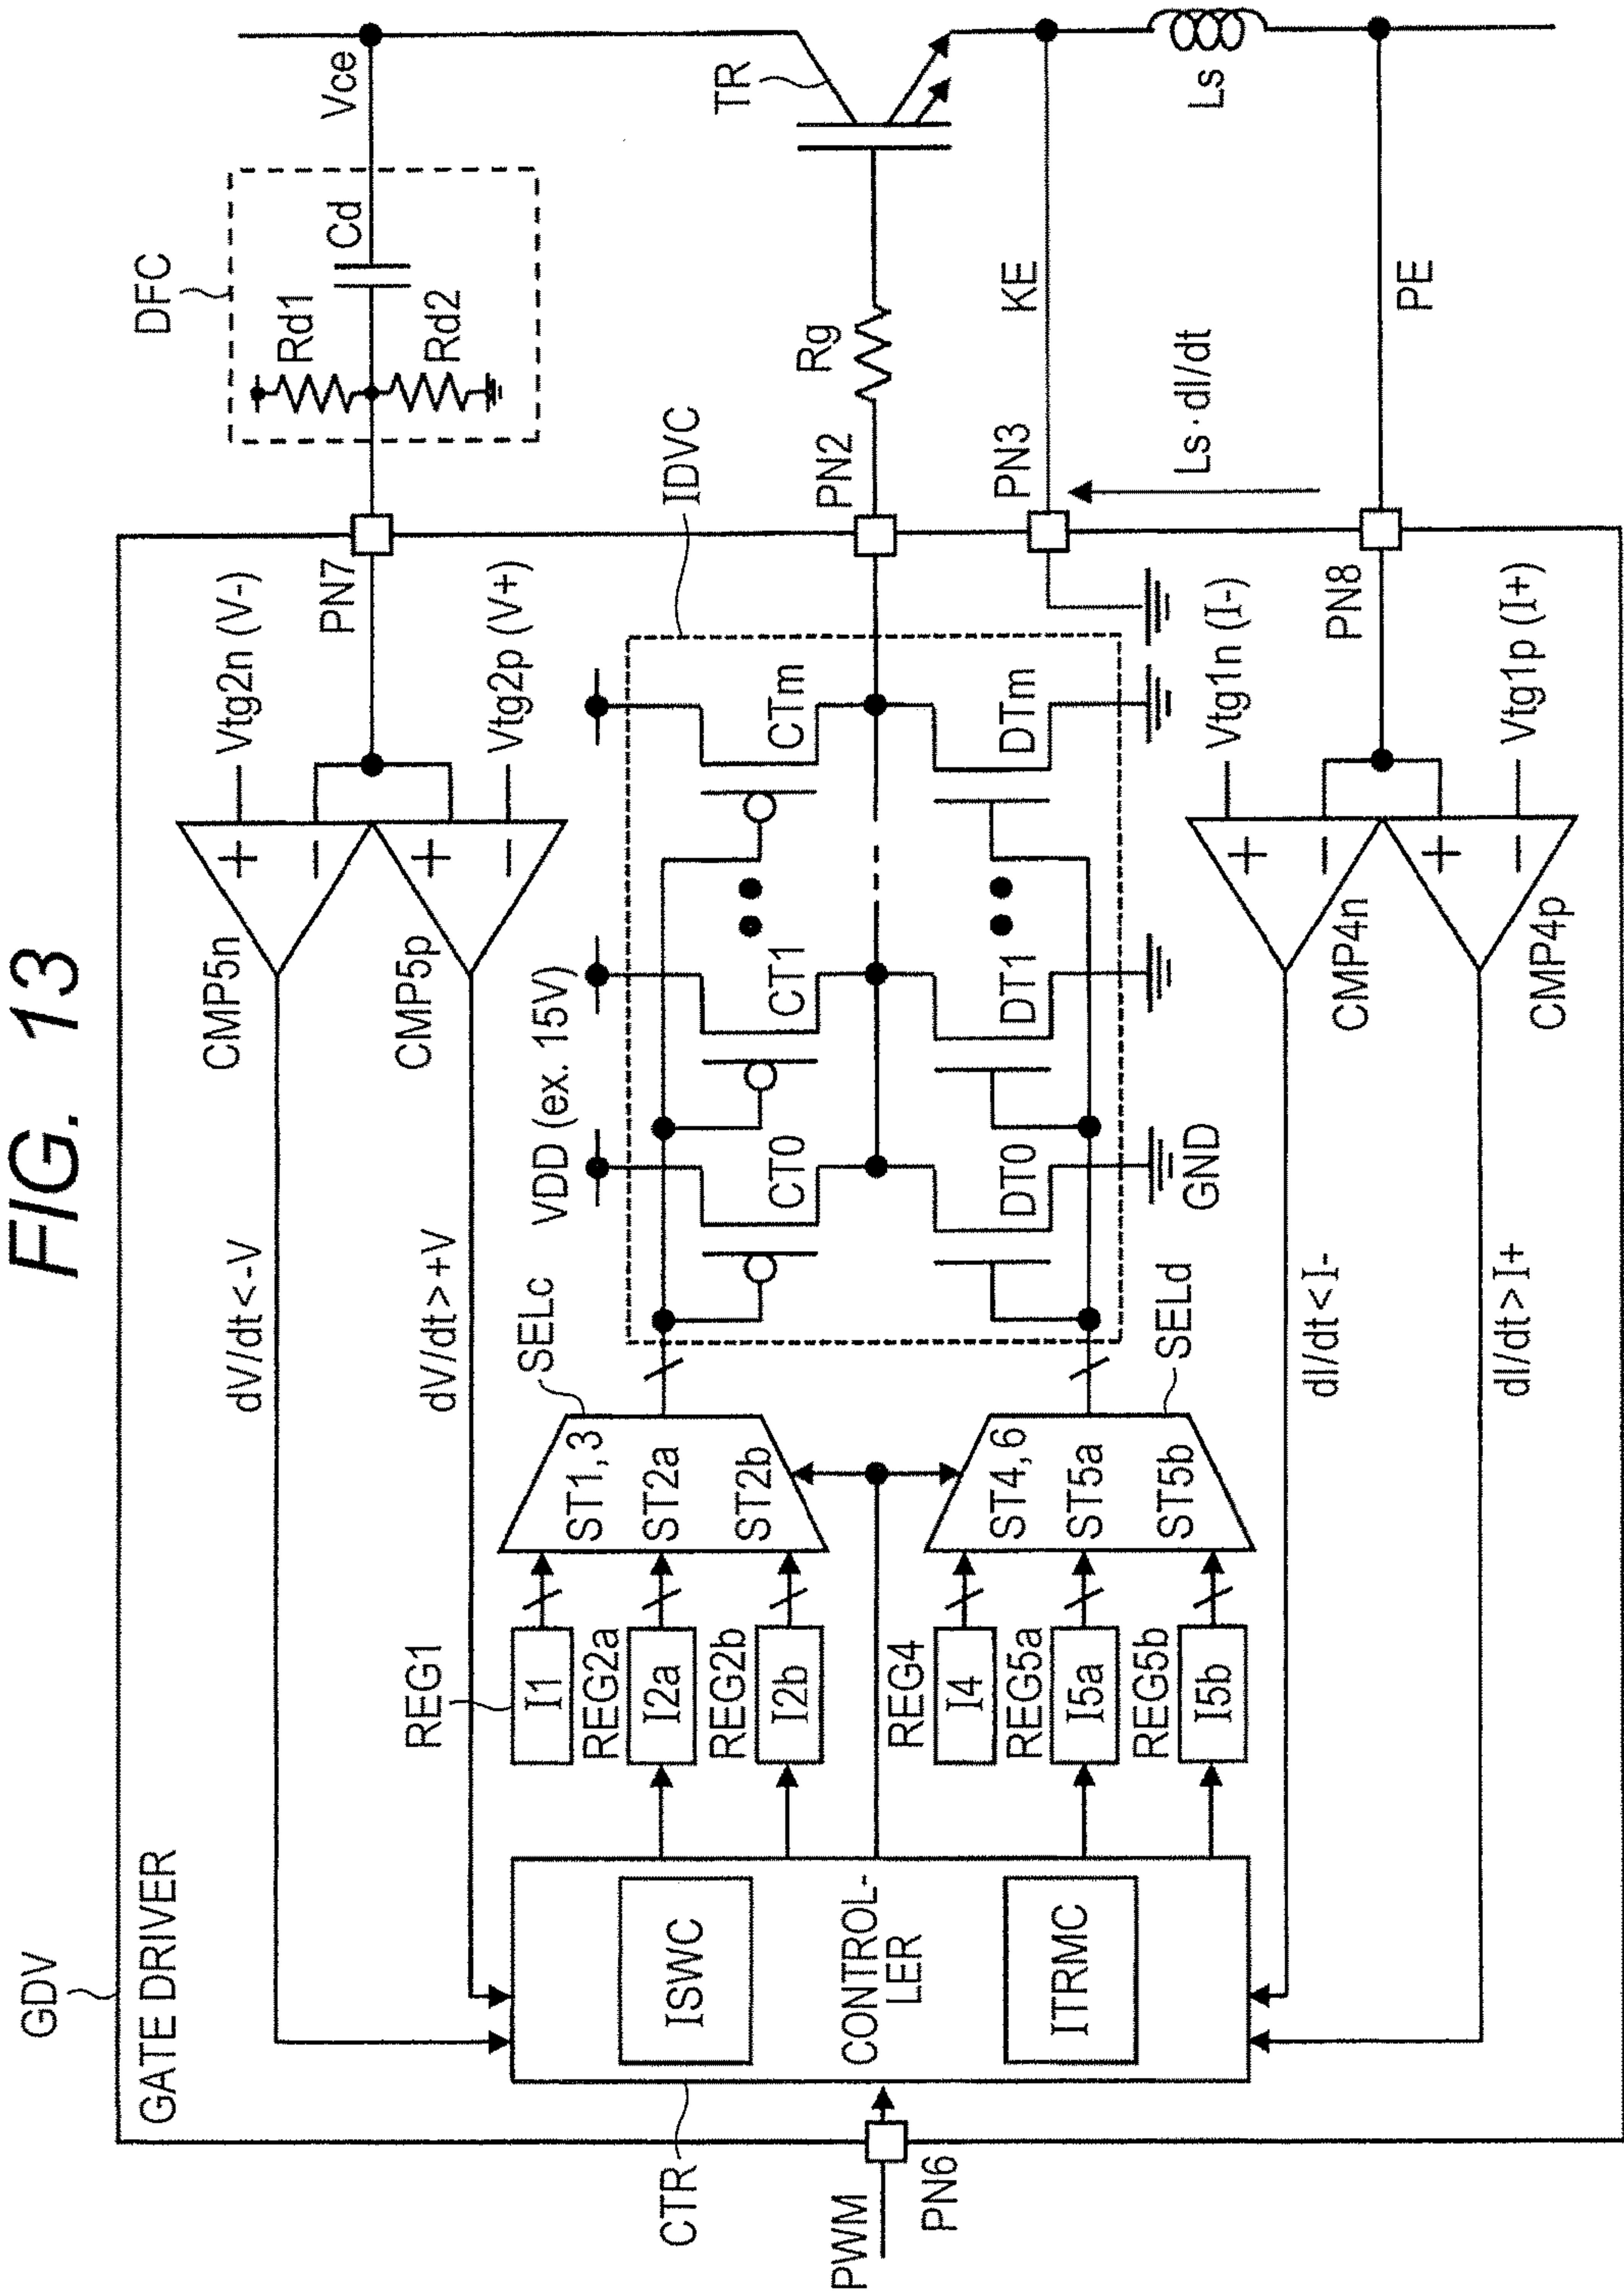 FIG. 13
GDV
GATE DRIVER
CMP5n
Vtg2n (V-)
PN7
DFC
Rd1
Cd
Rd2
Vce
dV/dt < -V
CMP5p
Vtg2p (V+)
dV/dt > +V
VDD (ex. 15V)
IDVC
TR
REG1
SELc
I1
ST1, 3
REG2a
I2a
ST2a
REG2b
I2b
ST2b
CT0
CT1
CTm
PN2
Rg
CTR
ISWC
CONTROL-
LER
ITRMC
PWM
PN6
REG4
I4
ST4, 6
REG5a
I5a
ST5a
REG5b
I5b
ST5b
SELd
DT0
DT1
DTm
GND
PN3
KE
Ls
Ls·dI/dt
dI/dt < I-
CMP4n
Vtg1n (I-)
PN8
PE
dI/dt > I+
CMP4p
Vtg1p (I+)